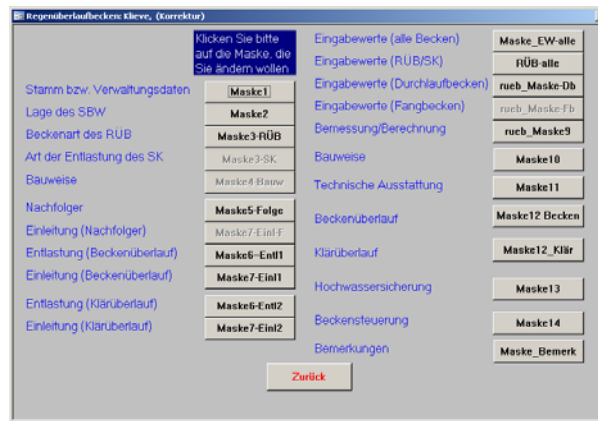 Regenüberlaufbecken: Klieve, (Korrektur)
Klicken Sie bitte
auf die Maske, die
Sie ändern wollen
Stamm bzw. Verwaltungsdaten Maske1
Lage des SBW Maske2
Beckenart des RÜB Maske3-RÜB
Art der Entlastung des SK Maske3-SK
Bauweise Maske4-Bauw
Nachfolger Maske5-Folge
Einleitung (Nachfolger) Maske7-Einl-F
Entlastung (Beckenüberlauf) Maske6-Entl1
Einleitung (Beckenüberlauf) Maske7-Einl1
Entlastung (Klärüberlauf) Maske6-Entl2
Einleitung (Klärüberlauf) Maske7-Einl2
Eingabewerte (alle Becken) Maske_EW-alle
Eingabewerte (RÜB/SK) RÜB-alle
Eingabewerte (Durchlaufbecken) rueb_Maske-Db
Eingabewerte (Fangbecken) rueb_Maske-Fb
Bemessung/Berechnung rueb_Maske9
Bauweise Maske10
Technische Ausstattung Maske11
Beckenüberlauf Maske12 Becken
Klärüberlauf Maske12_Klär
Hochwassersicherung Maske13
Beckensteuerung Maske14
Bemerkungen Maske_Bemerk
Zurück